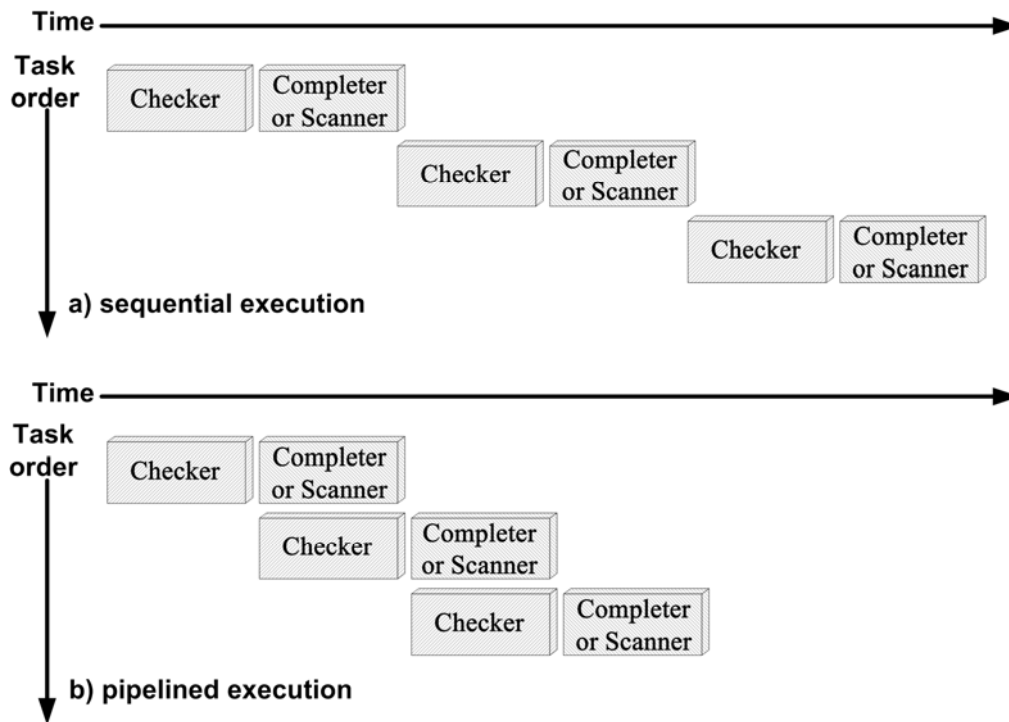 Time
Task
order
Checker
Completer
or Scanner
Checker
Completer
or Scanner
Checker
Completer
or Scanner
a) sequential execution
Time
Task
order
Checker
Completer
or Scanner
Checker
Completer
or Scanner
Checker
Completer
or Scanner
b) pipelined execution